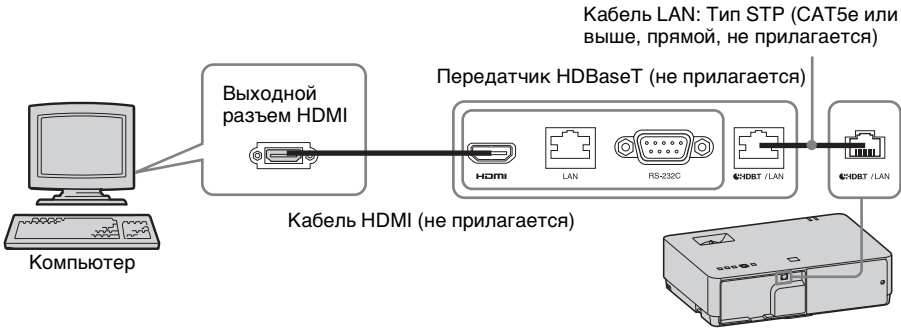 Кабель LAN: Тип STP (CAT5e или
выше, прямой, не прилагается)
Передатчик HDBaseT (не прилагается)
Выходной
разъем HDMI
HDMI
LAN
RS-232C
HDBT / LAN
HDBT / LAN
Кабель HDMI (не прилагается)
Компьютер